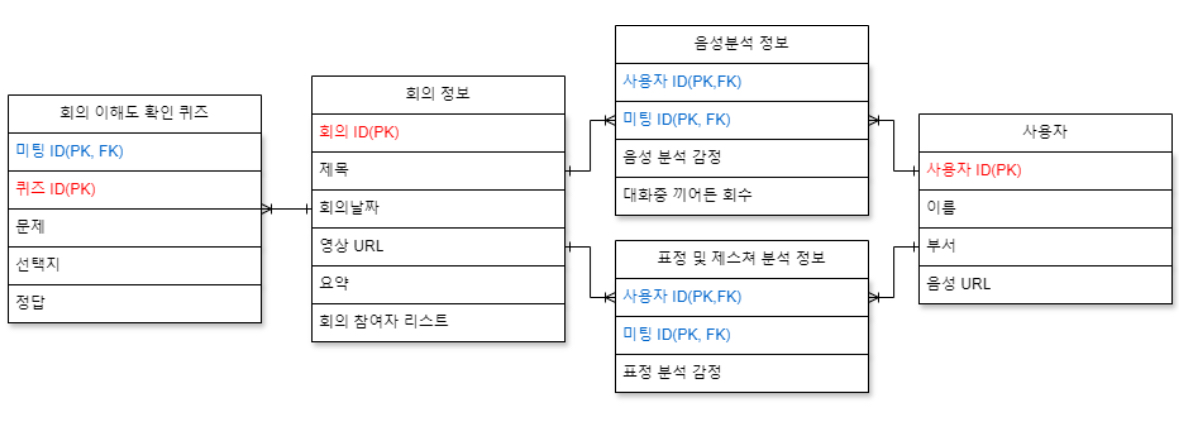 회의 이해도 확인 퀴즈
미팅 ID(PK, FK)
퀴즈 ID(PK)
문제
선택지
정답
회의 정보
회의 ID(PK)
제목
회의날짜
영상 URL
요약
회의 참여자 리스트
음성분석 정보
사용자 ID(PK,FK)
미팅 ID(PK, FK)
음성 분석 감정
대화중 끼어든 회수
표정 및 제스쳐 분석 정보
사용자 ID(PK,FK)
미팅 ID(PK, FK)
표정 분석 감정
사용자
사용자 ID(PK)
이름
부서
음성 URL